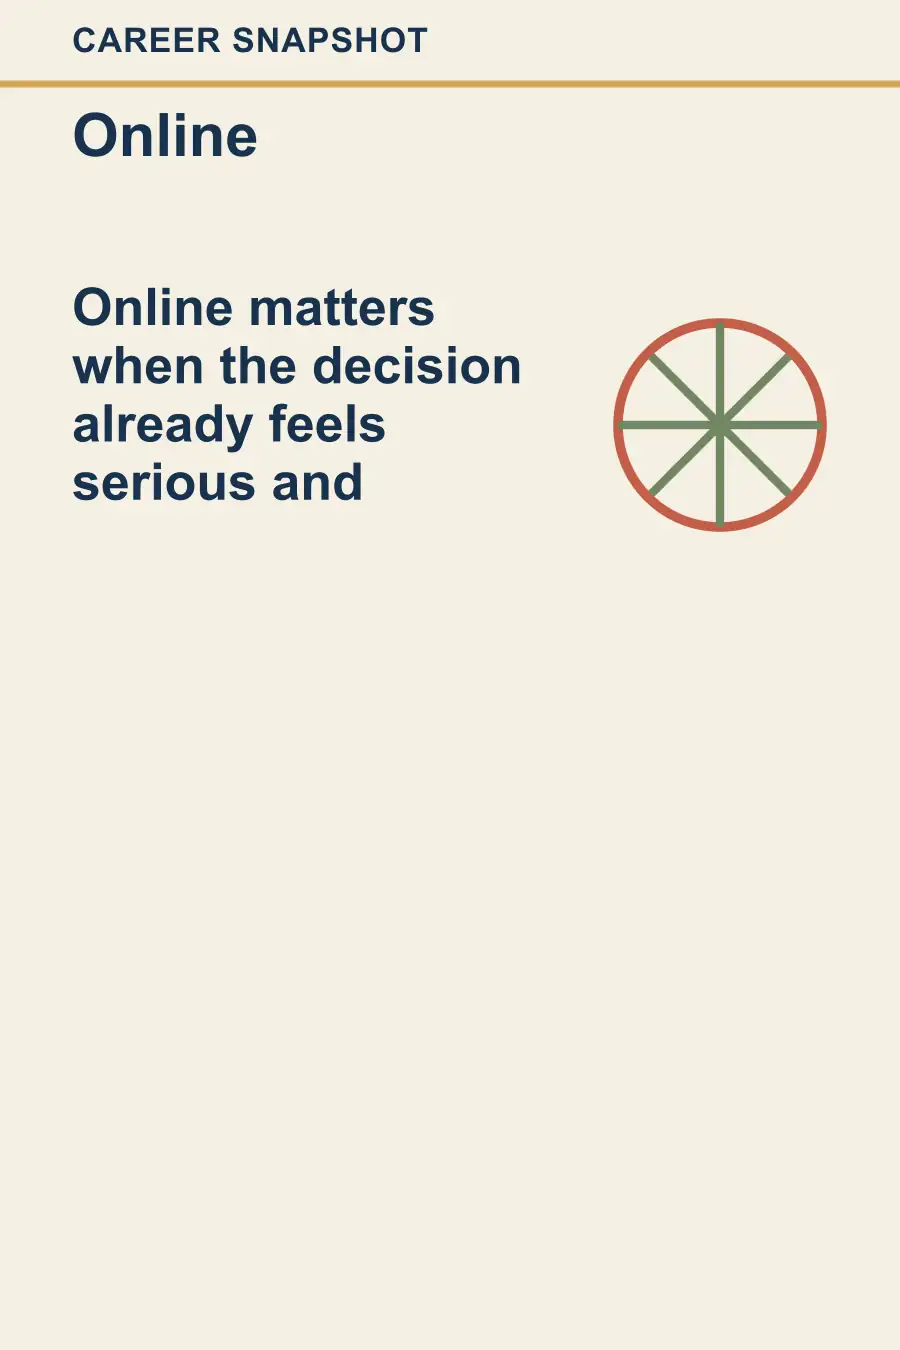 CAREER SNAPSHOT
Online
Online matters
when the decision
already feels
serious and